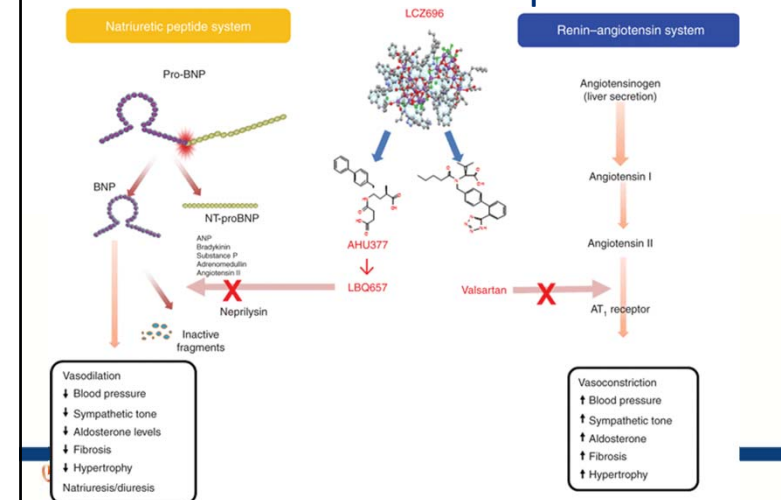 Natriuretic peptide system
LCZ696
Renin–angiotensin system
Pro-BNP
Angiotensinogen
(liver secretion)
BNP
NT-proBNP
Angiotensin I
ANP
Bradykinin
Substance P
Adrenomedullin
Angiotensin II
AHU377
Angiotensin II
LBQ657
Valsartan
Neprilysin
AT1 receptor
Inactive
fragments
Vasodilation
↓ Blood pressure
↓ Sympathetic tone
↓ Aldosterone levels
↓ Fibrosis
↓ Hypertrophy
Natriuresis/diuresis
Vasoconstriction
↑ Blood pressure
↑ Sympathetic tone
↑ Aldosterone
↑ Fibrosis
↑ Hypertrophy